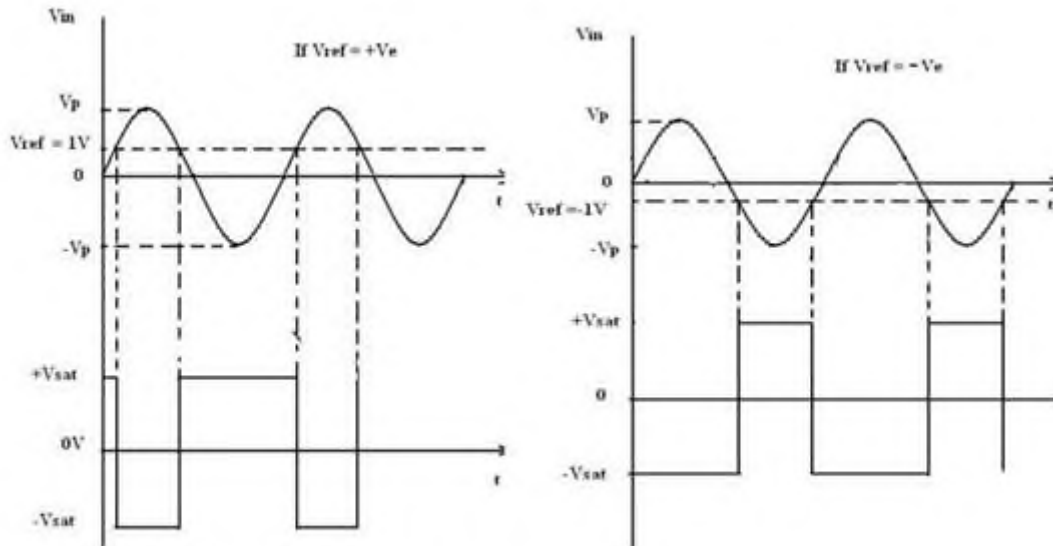 Vin
If Vref = +Ve
Vp
Vref = 1V
0
t
-Vp
+Vsat
0V
t
-Vsat
Vin
If Vref = -Ve
Vp
0
t
Vref =-1V
-Vp
+Vsat
0
-Vsat